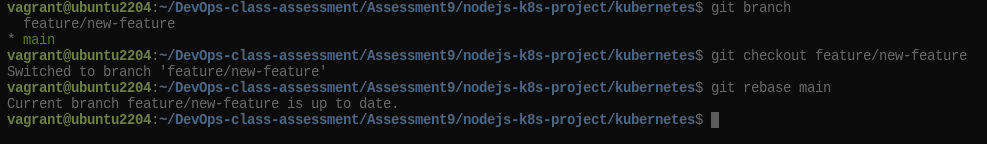 vagrant@ubuntu2204:~/DevOps-class-assessment/Assessment9/nodejs-k8s-project/kubernetes$ git branch
  feature/new-feature
* main
vagrant@ubuntu2204:~/DevOps-class-assessment/Assessment9/nodejs-k8s-project/kubernetes$ git checkout feature/new-feature
Switched to branch 'feature/new-feature'
vagrant@ubuntu2204:~/DevOps-class-assessment/Assessment9/nodejs-k8s-project/kubernetes$ git rebase main
Current branch feature/new-feature is up to date.
vagrant@ubuntu2204:~/DevOps-class-assessment/Assessment9/nodejs-k8s-project/kubernetes$